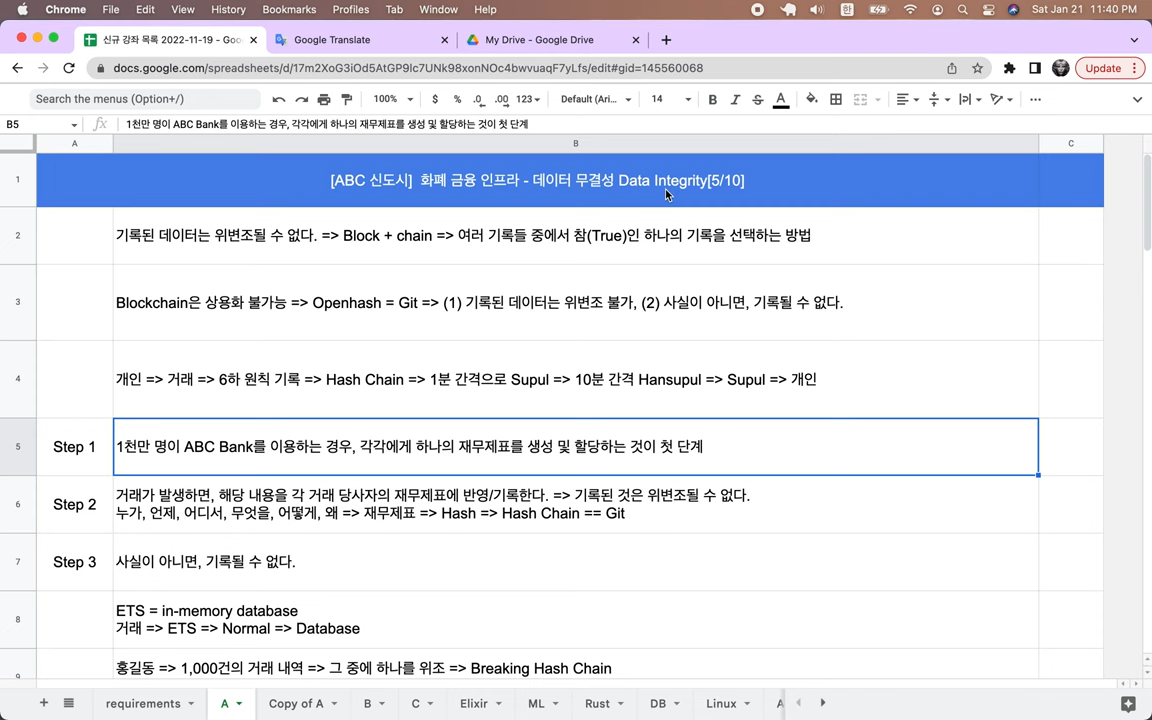 Chrome File Edit View History Bookmarks Profiles Tab Window Help 한 Sat Jan 21 11:40 PM
신규 강좌 목록 2022-11-19 - Goo
Google Translate
My Drive - Google Drive
docs.google.com/spreadsheets/d/17m2XoG3iOd5AtGP9lc7UNk98xonNOc4bwvuaqF7yLfs/edit#gid=145560068
Update
Search the menus (Option+/) 100% $ % .0 .00 123 Default (Ari... 14 B I S A
B5 fx 1천만 명이 ABC Bank를 이용하는 경우, 각각에게 하나의 재무제표를 생성 및 할당하는 것이 첫 단계
A B C
1 [ABC 신도시] 화폐 금융 인프라 - 데이터 무결성 Data Integrity[5/10]
2 기록된 데이터는 위변조될 수 없다. => Block + chain => 여러 기록들 중에서 참(True)인 하나의 기록을 선택하는 방법
3 Blockchain은 상용화 불가능 => Openhash = Git => (1) 기록된 데이터는 위변조 불가, (2) 사실이 아니면, 기록될 수 없다.
4 개인 => 거래 => 6하 원칙 기록 => Hash Chain => 1분 간격으로 Supul => 10분 간격 Hansupul => Supul => 개인
5 Step 1 1천만 명이 ABC Bank를 이용하는 경우, 각각에게 하나의 재무제표를 생성 및 할당하는 것이 첫 단계
6 Step 2 거래가 발생하면, 해당 내용을 각 거래 당사자의 재무제표에 반영/기록한다. => 기록된 것은 위변조될 수 없다.
누가, 언제, 어디서, 무엇을, 어떻게, 왜 => 재무제표 => Hash => Hash Chain == Git
7 Step 3 사실이 아니면, 기록될 수 없다.
8 ETS = in-memory database
거래 => ETS => Normal => Database
9 홍길동 => 1,000건의 거래 내역 => 그 중에 하나를 위조 => Breaking Hash Chain
requirements A Copy of A B C Elixir ML Rust DB Linux A